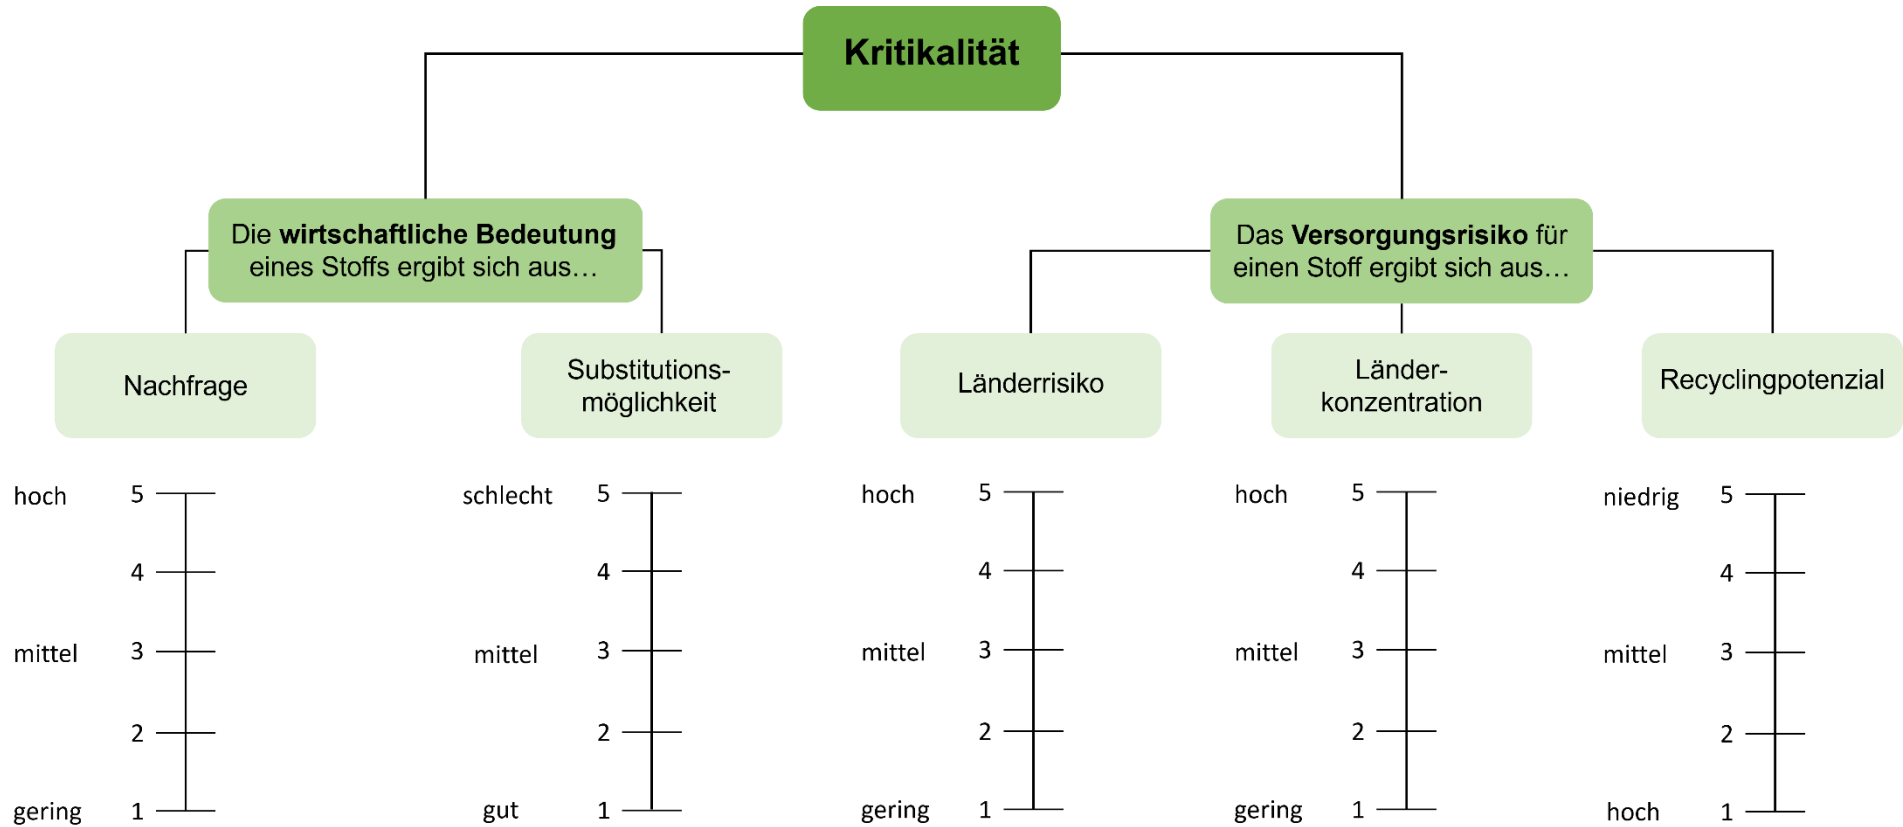 Kritikalität
Die wirtschaftliche Bedeutung
eines Stoffs ergibt sich aus…
Das Versorgungsrisiko für
einen Stoff ergibt sich aus…
Nachfrage
Substitutions-
möglichkeit
Länderrisiko
Länder-
konzentration
Recyclingpotenzial
hoch 5
4
mittel 3
2
gering 1
schlecht 5
4
mittel 3
2
gut 1
hoch 5
4
mittel 3
2
gering 1
hoch 5
4
mittel 3
2
gering 1
niedrig 5
4
mittel 3
2
hoch 1